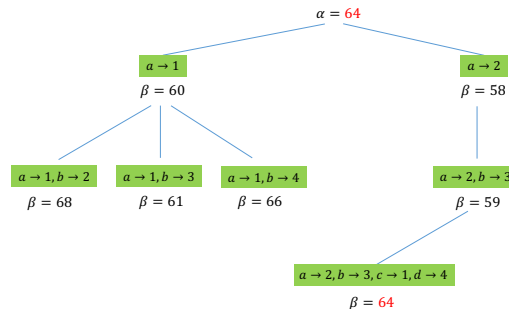 α = 64
a → 1
a → 2
β = 60
β = 58
a → 1, b → 2
a → 1, b → 3
a → 1, b → 4
a → 2, b → 3
β = 68
β = 61
β = 66
β = 59
a → 2, b → 3, c → 1, d → 4
β = 64